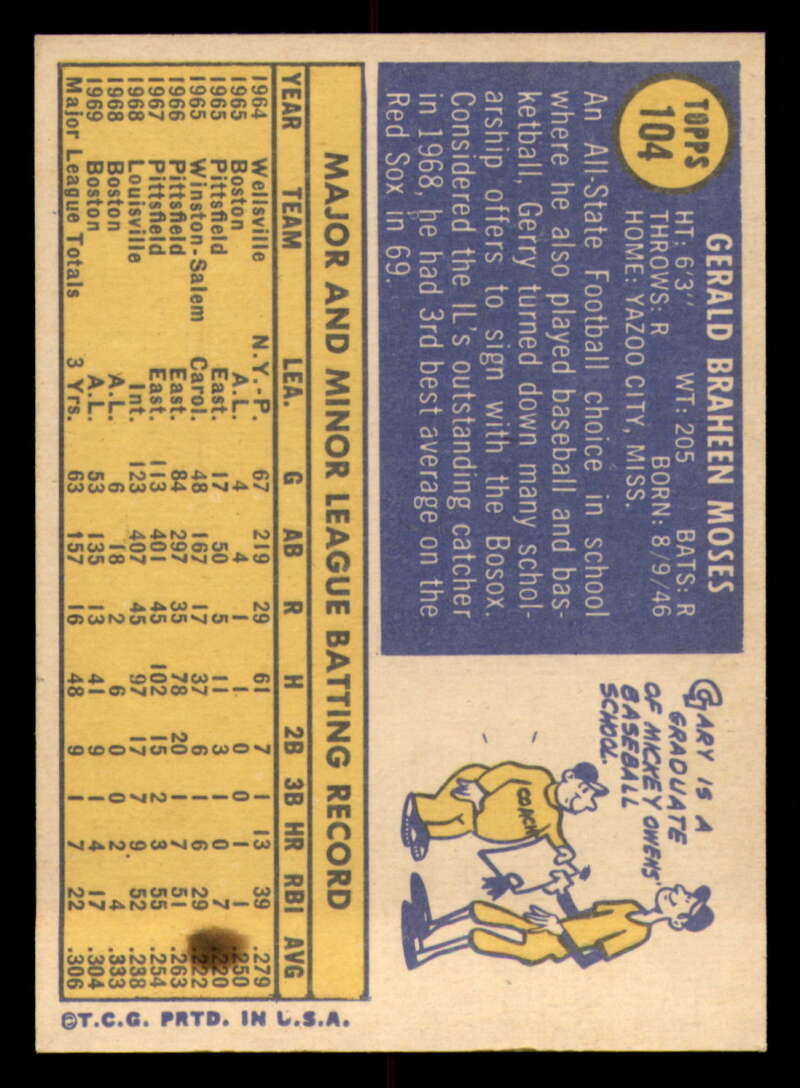 TOPPS
104
GERALD BRAHEEN MOSES
HT: 6'3" WT: 205 BATS: R
THROWS: R BORN: 8/9/46
HOME: YAZOO CITY, MISS.
An All-State Football choice in school
where he also played baseball and bas-
ketball, Gerry turned down many schol-
arship offers to sign with the Bosox.
Considered the IL's outstanding catcher
in 1968, he had 3rd best average on the
Red Sox in 69.
GARY IS A
GRADUATE
OF MICKEY OWENS'
BASEBALL
SCHOOL.
COACH
MAJOR AND MINOR LEAGUE BATTING RECORD
YEAR TEAM LEA. G AB R H 2B 3B HR RBI AVG
1964 Wellsville N.Y.-P. 67 219 29 61 7 1 13 39 .279
1965 Boston A.L. 4 4 1 1 0 0 1 1 .250
1965 Pittsfield East. 17 50 5 11 3 1 0 7 .220
1965 Winston-Salem Carol. 48 167 17 37 6 1 6 29 .222
1966 Pittsfield East. 84 297 35 78 20 1 7 51 .263
1967 Pittsfield East. 113 401 45 102 15 2 3 55 .254
1968 Louisville Int. 123 407 45 97 17 7 9 52 .238
1968 Boston A.L. 6 18 2 6 0 0 2 4 .333
1969 Boston A.L. 53 135 13 41 9 1 4 17 .304
Major League Totals 3 Yrs. 63 157 16 48 9 1 7 22 .306
©T.C.G. PRTD. IN U.S.A.